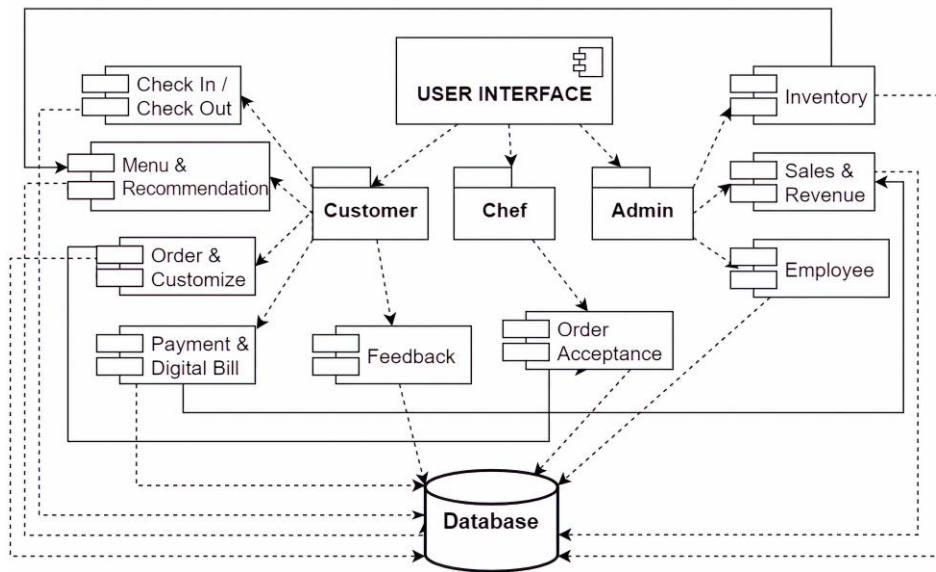 USER INTERFACE
Check In /
Check Out
Inventory
Menu &
Recommendation
Customer
Chef
Admin
Sales &
Revenue
Order &
Customize
Employee
Payment &
Digital Bill
Feedback
Order
Acceptance
Database